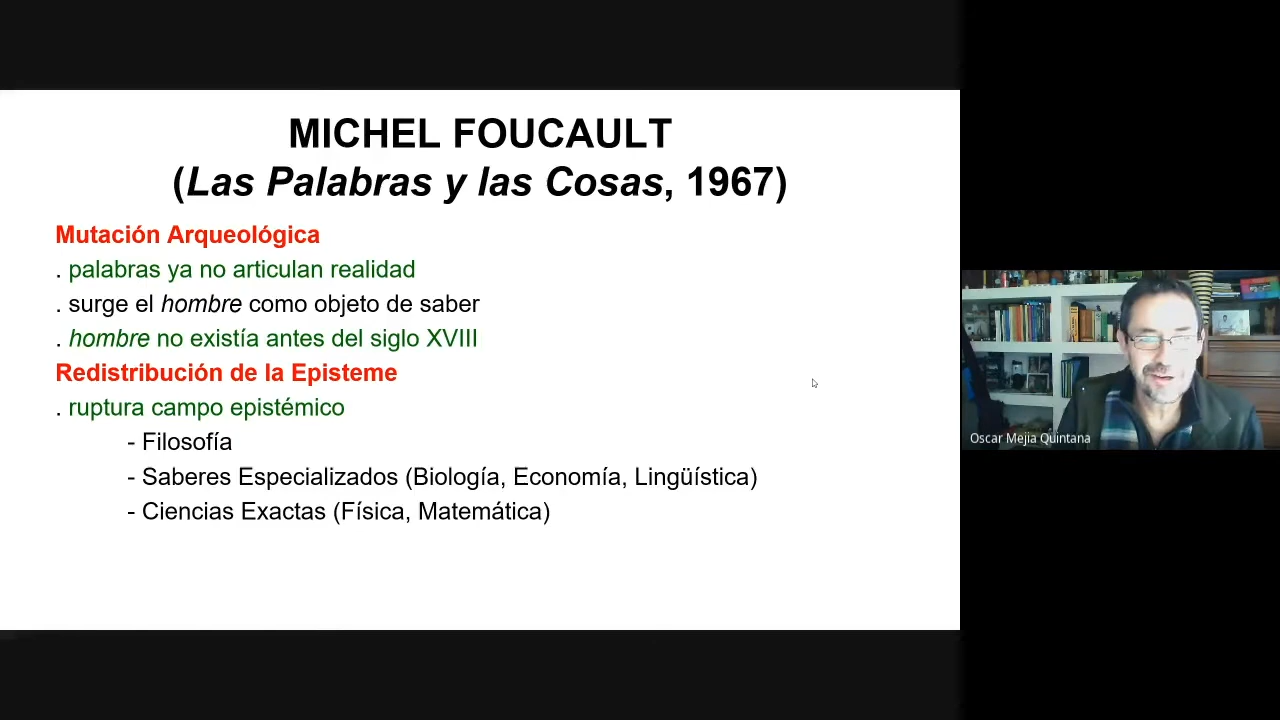 MICHEL FOUCAULT
(Las Palabras y las Cosas, 1967)
Mutación Arqueológica
. palabras ya no articulan realidad
. surge el hombre como objeto de saber
. hombre no existía antes del siglo XVIII
Redistribución de la Episteme
. ruptura campo epistémico
- Filosofía
- Saberes Especializados (Biología, Economía, Lingüística)
- Ciencias Exactas (Física, Matemática)
Oscar Mejia Quintana